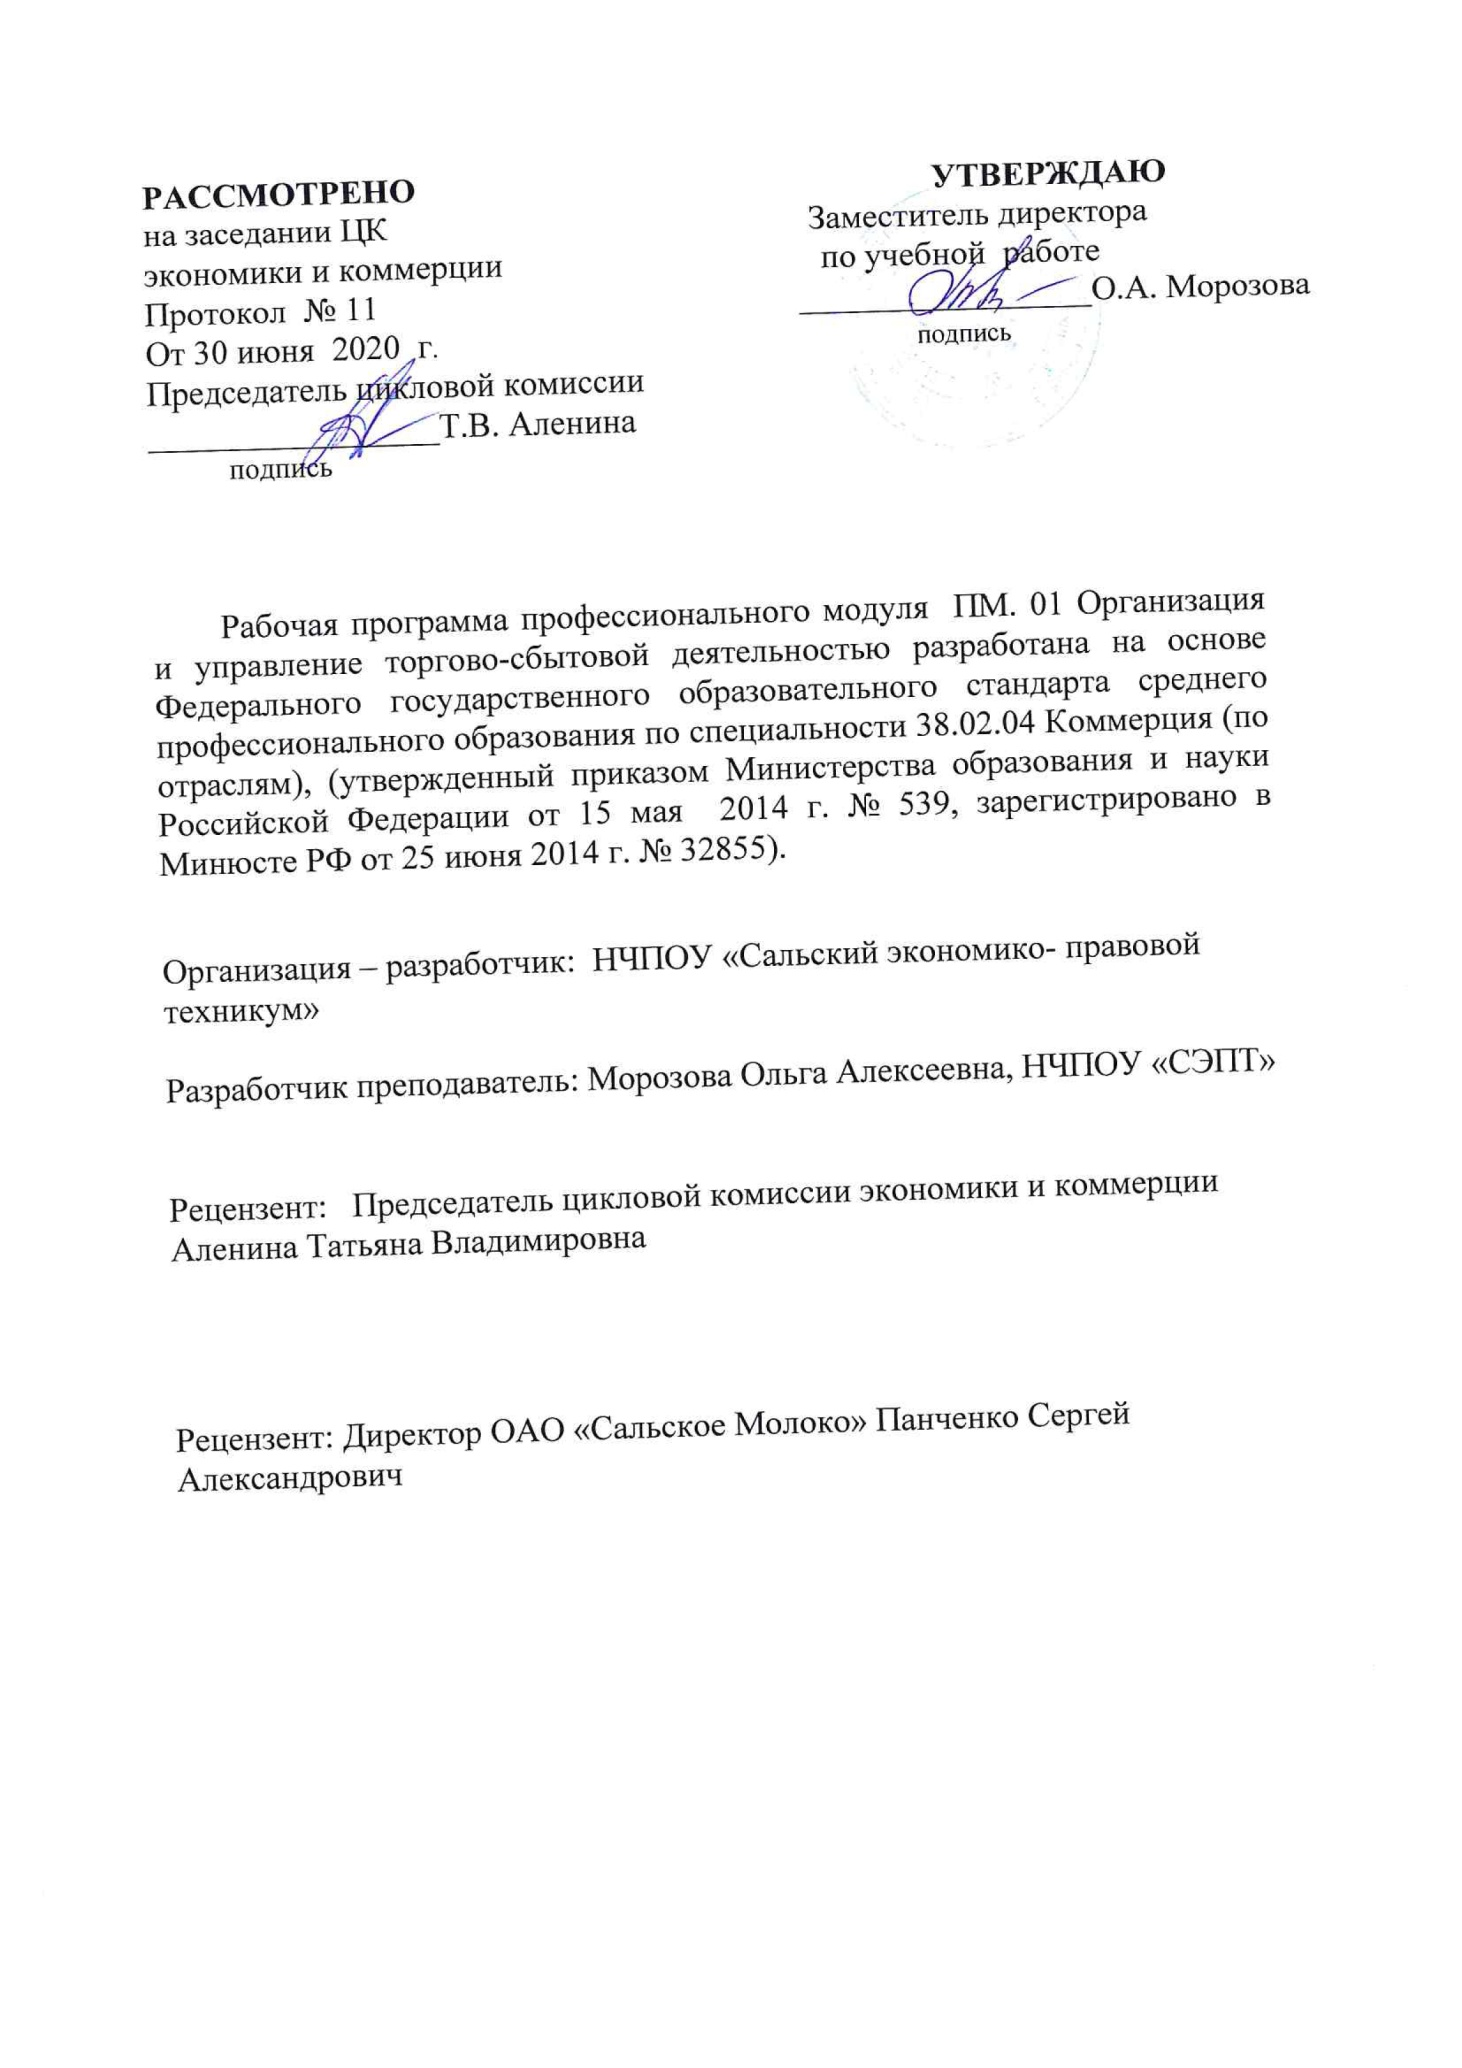 РАССМОТРЕНО
на заседании ЦК
экономики и коммерции
Протокол № 11
От 30 июня 2020 г.
Председатель цикловой комиссии
Т.В. Аленина
подпись
УТВЕРЖДАЮ
Заместитель директора
по учебной работе
О.А. Морозова
подпись
Рабочая программа профессионального модуля ПМ. 01 Организация
и управление торгово-сбытовой деятельностью разработана на основе
Федерального государственного образовательного стандарта среднего
профессионального образования по специальности 38.02.04 Коммерция (по
отраслям), (утвержденный приказом Министерства образования и науки
Российской Федерации от 15 мая 2014 г. № 539, зарегистрировано в
Минюсте РФ от 25 июня 2014 г. № 32855).
Организация – разработчик: НЧПОУ «Сальский экономико- правовой
техникум»
Разработчик преподаватель: Морозова Ольга Алексеевна, НЧПОУ «СЭПТ»
Рецензент: Председатель цикловой комиссии экономики и коммерции
Аленина Татьяна Владимировна
Рецензент: Директор ОАО «Сальское Молоко» Панченко Сергей
Александрович